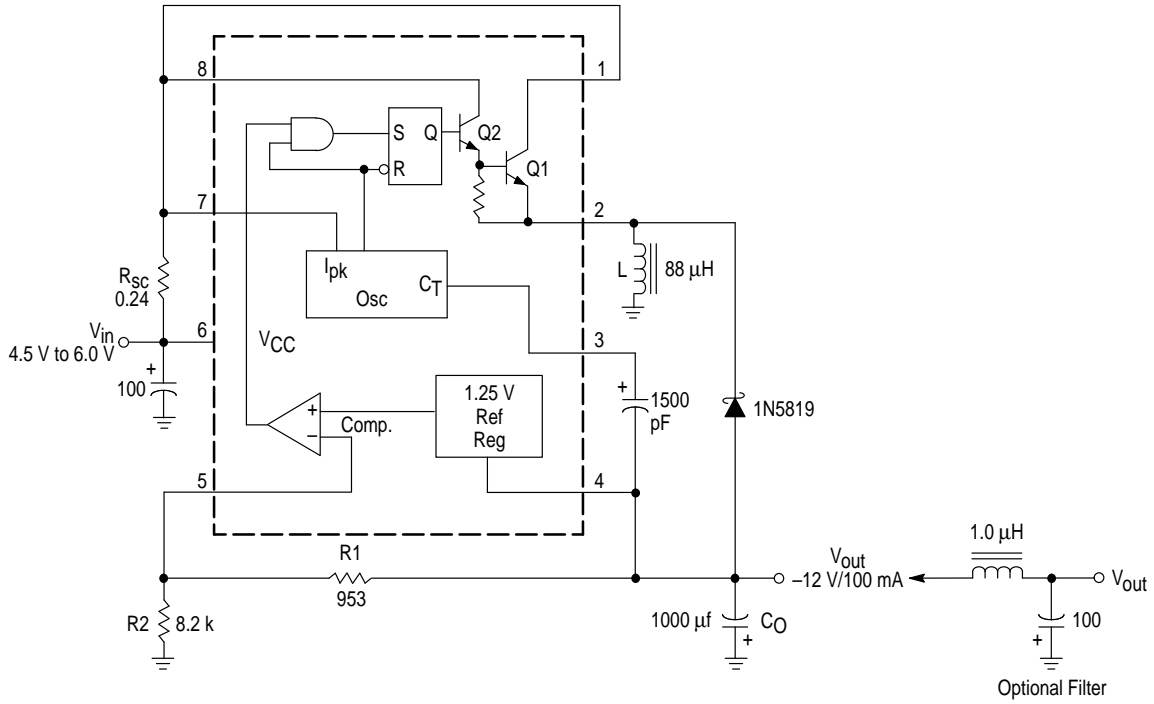 8
1
S
Q
Q2
R
Q1
7
2
Ipk
CT
Osc
L
88 μH
Rsc
0.24
Vin
4.5 V to 6.0 V
6
VCC
3
+
100
+
1500
pF
1.25 V
Ref
Reg
+
–
Comp.
1N5819
5
4
R1
953
1.0 μH
Vout
–12 V/100 mA
Vout
R2
8.2 k
1000 μf
CO
+
100
+
Optional Filter